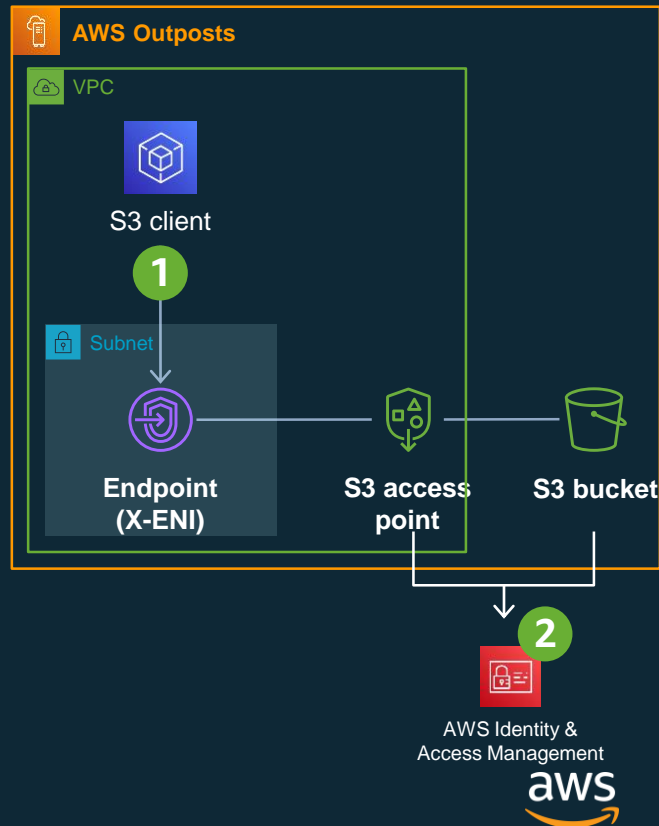 AWS Outposts
VPC
S3 client
1
Subnet
Endpoint
(X-ENI)
S3 access
point
S3 bucket
2
AWS Identity &
Access Management
aws